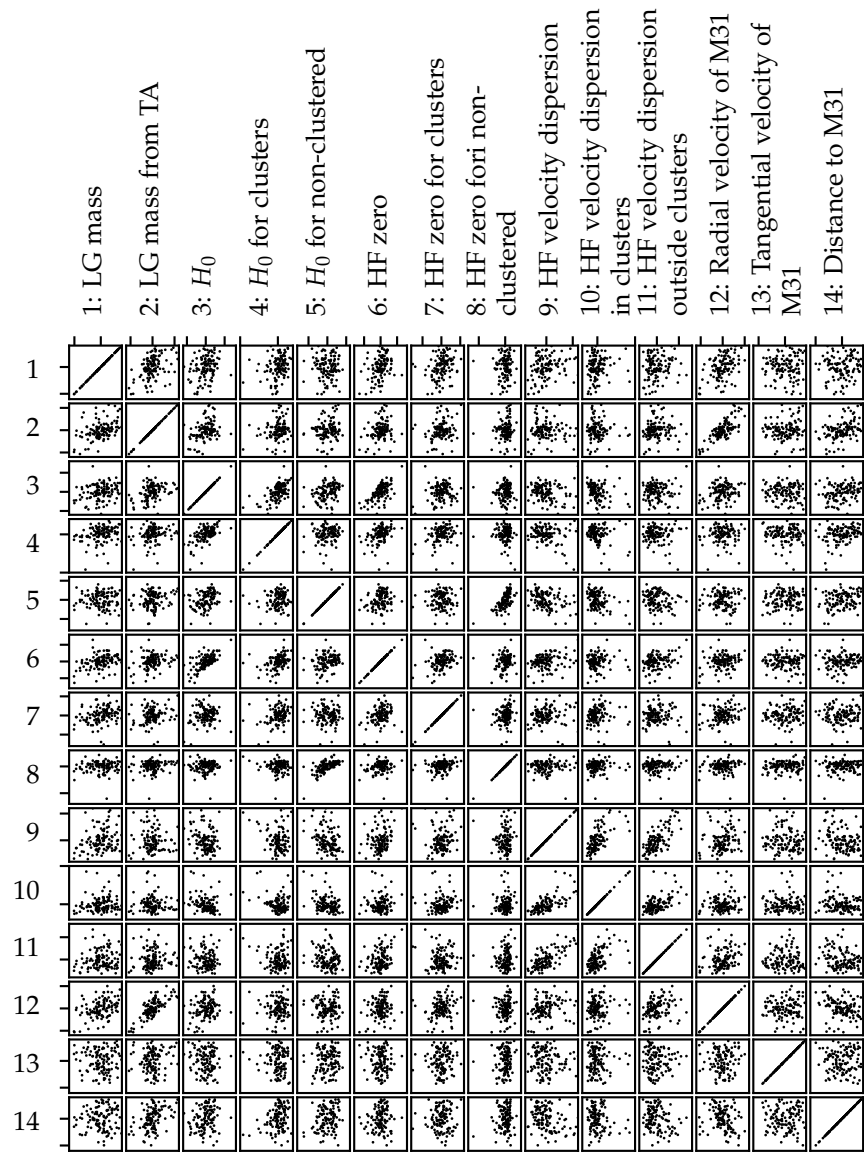 1: LG mass
2: LG mass from TA
3: H₀
4: H₀ for clusters
5: H₀ for non-clustered
6: HF zero
7: HF zero for clusters
8: HF zero fori non-
clustered
9: HF velocity dispersion
10: HF velocity dispersion
in clusters
11: HF velocity dispersion
outside clusters
12: Radial velocity of M31
13: Tangential velocity of
M31
14: Distance to M31
1
2
3
4
5
6
7
8
9
10
11
12
13
14